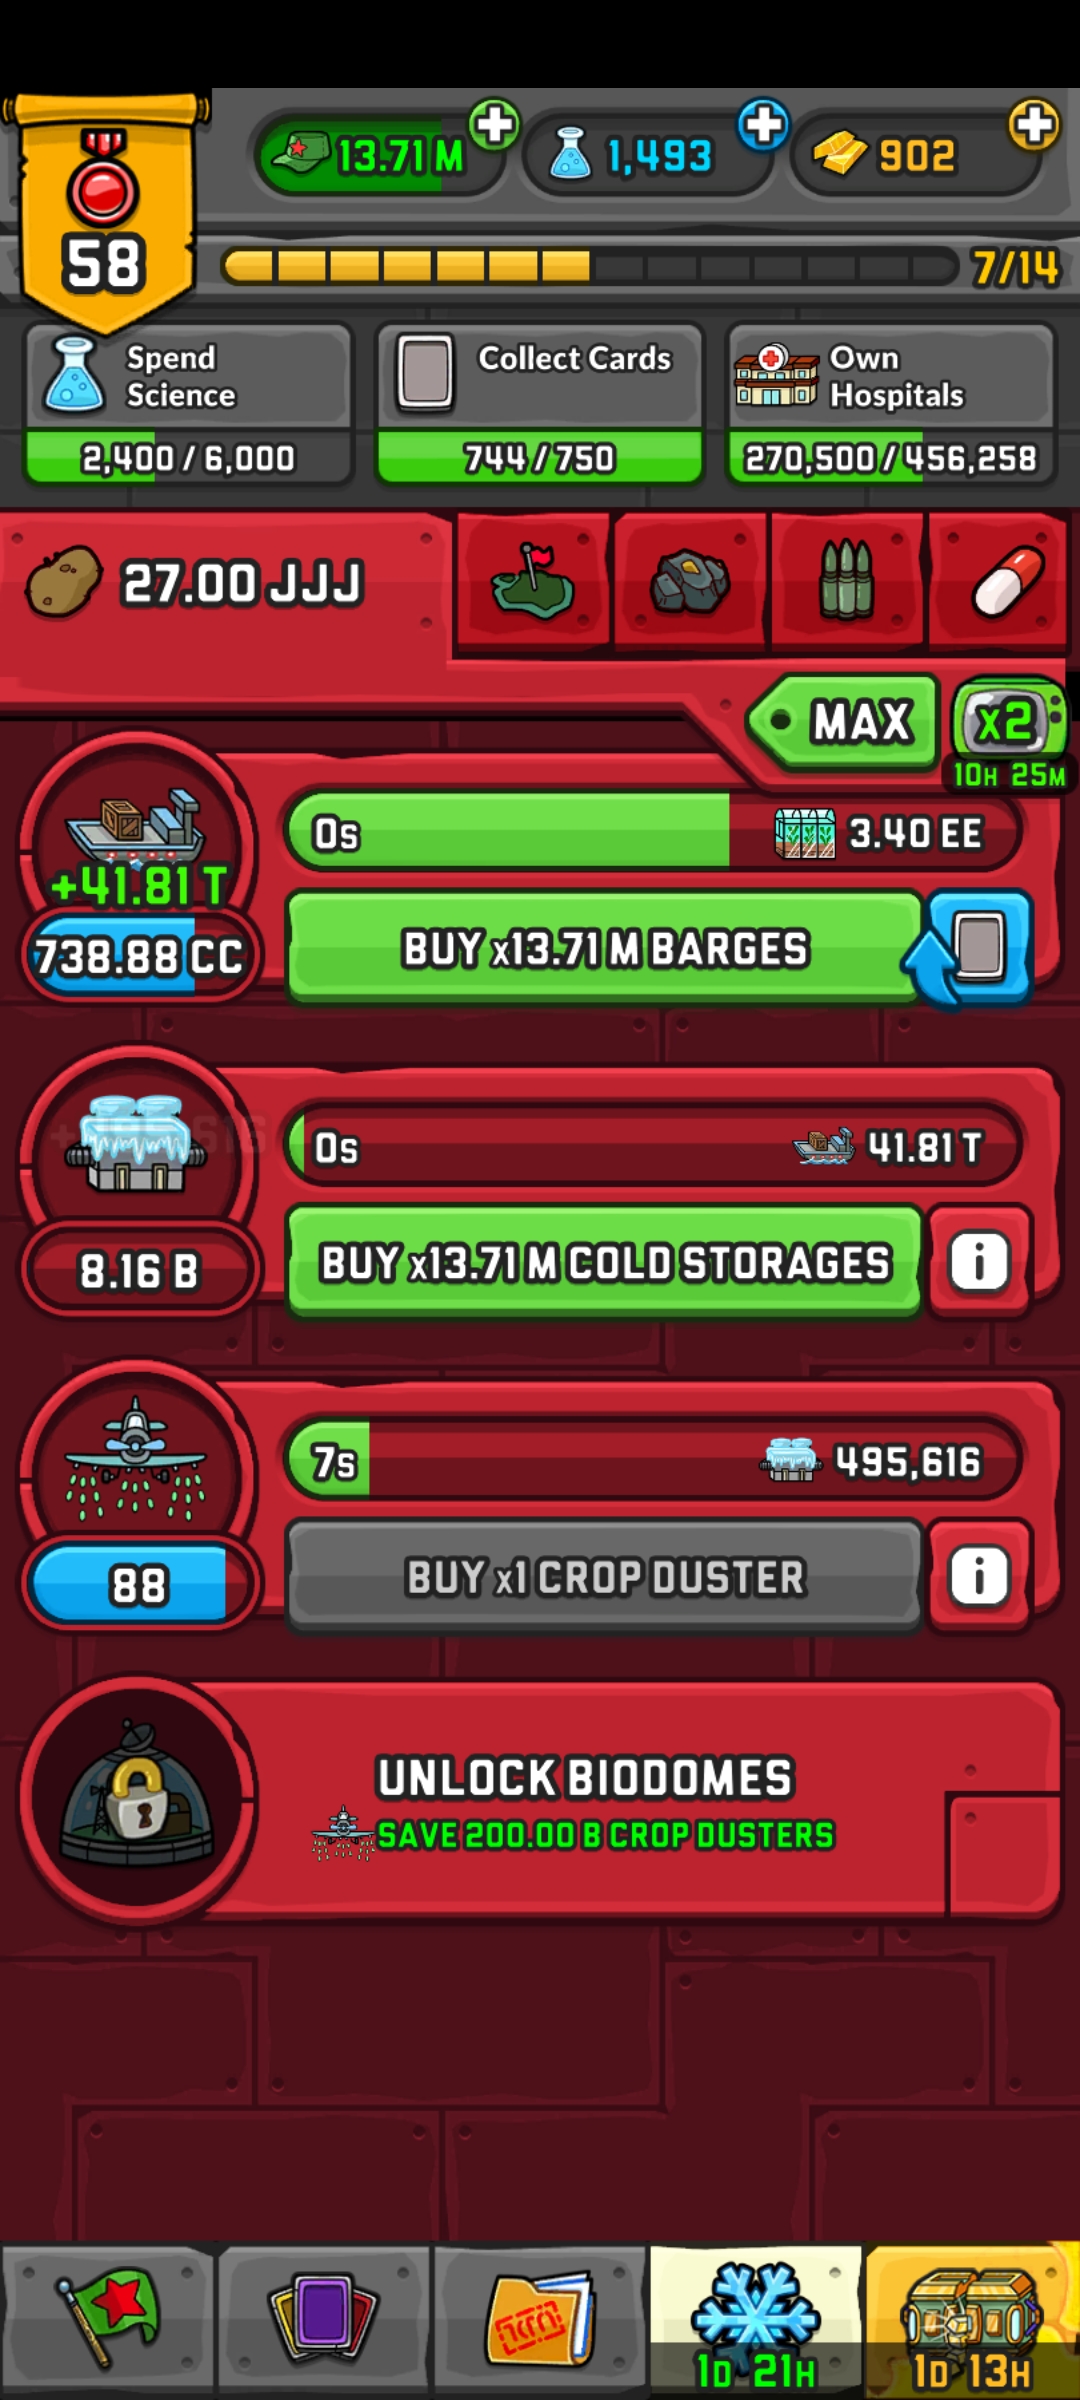 13.71 M
1,493
902
58
7/14
Spend
Science
2,400 / 6,000
Collect Cards
744 / 750
Own
Hospitals
270,500 / 456,258
27.00 JJJ
MAX
x2
10H 25M
0s
3.40 EE
+41.81 T
738.88 CC
BUY x13.71 M BARGES
0s
41.81 T
8.16 B
BUY x13.71 M COLD STORAGES
i
7s
495,616
88
BUY x1 CROP DUSTER
i
UNLOCK BIODOMES
SAVE 200.00 B CROP DUSTERS
1D 21H
1D 13H